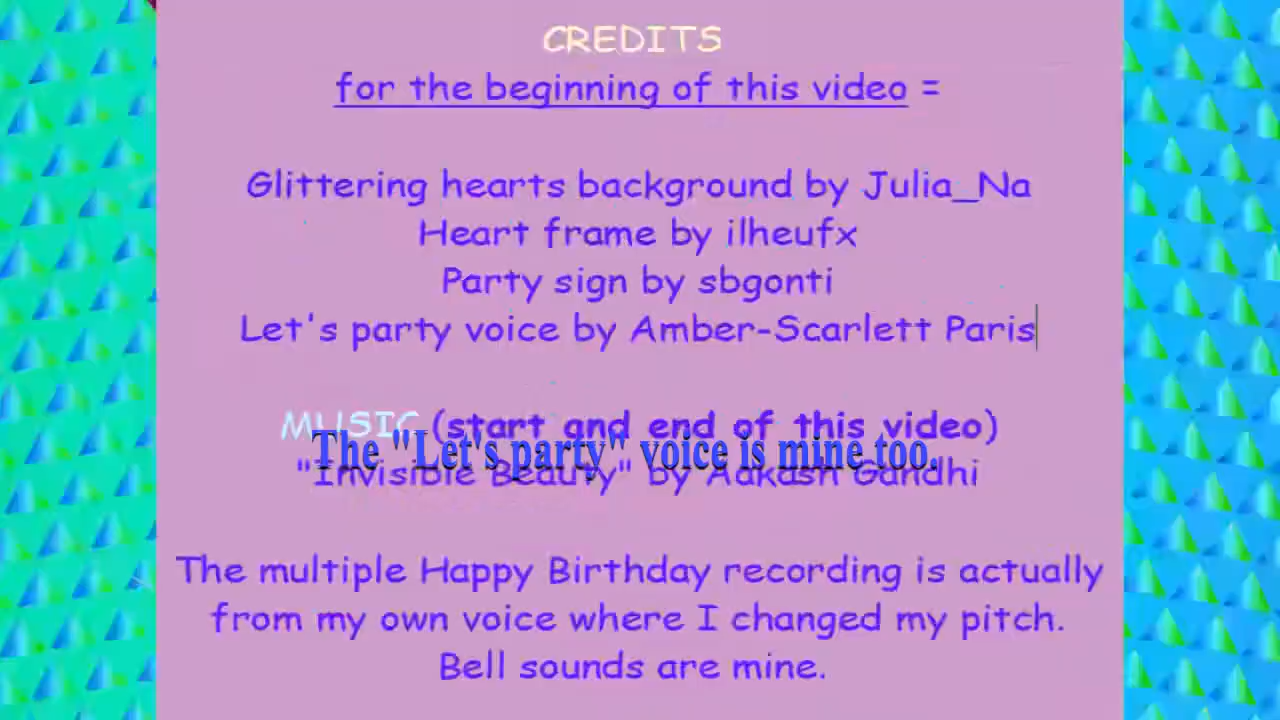 CREDITS
for the beginning of this video =
Glittering hearts background by Julia_Na
Heart frame by ilheufx
Party sign by sbgonti
Let's party voice by Amber-Scarlett Paris
MUSIC (start and end of this video)
The "Let's party" voice is mine too.
"Invisible Beauty" by Aakash Gandhi
The multiple Happy Birthday recording is actually
from my own voice where I changed my pitch.
Bell sounds are mine.